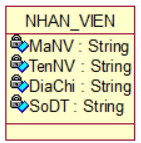 NHAN_VIEN
MaNV : String
TenNV : String
DiaChi : String
SoDT : String